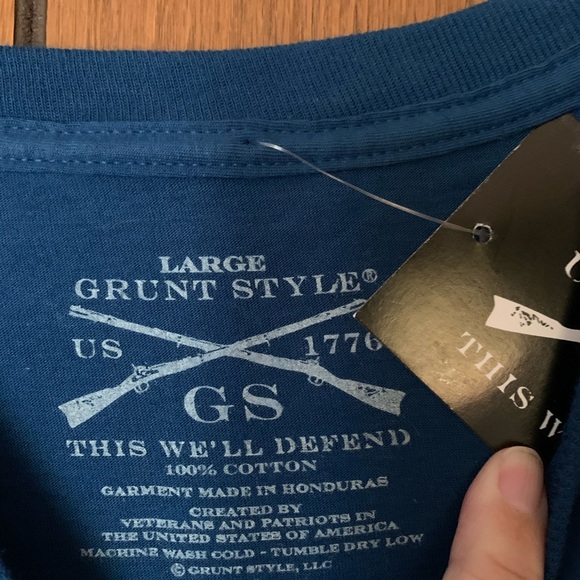 LARGE
GRUNT STYLE®
US 1776
GS
THIS WE'LL DEFEND
100% COTTON
GARMENT MADE IN HONDURAS
CREATED BY
VETERANS AND PATRIOTS IN
THE UNITED STATES OF AMERICA
MACHINE WASH COLD - TUMBLE DRY LOW
© GRUNT STYLE, LLC
U
THIS W